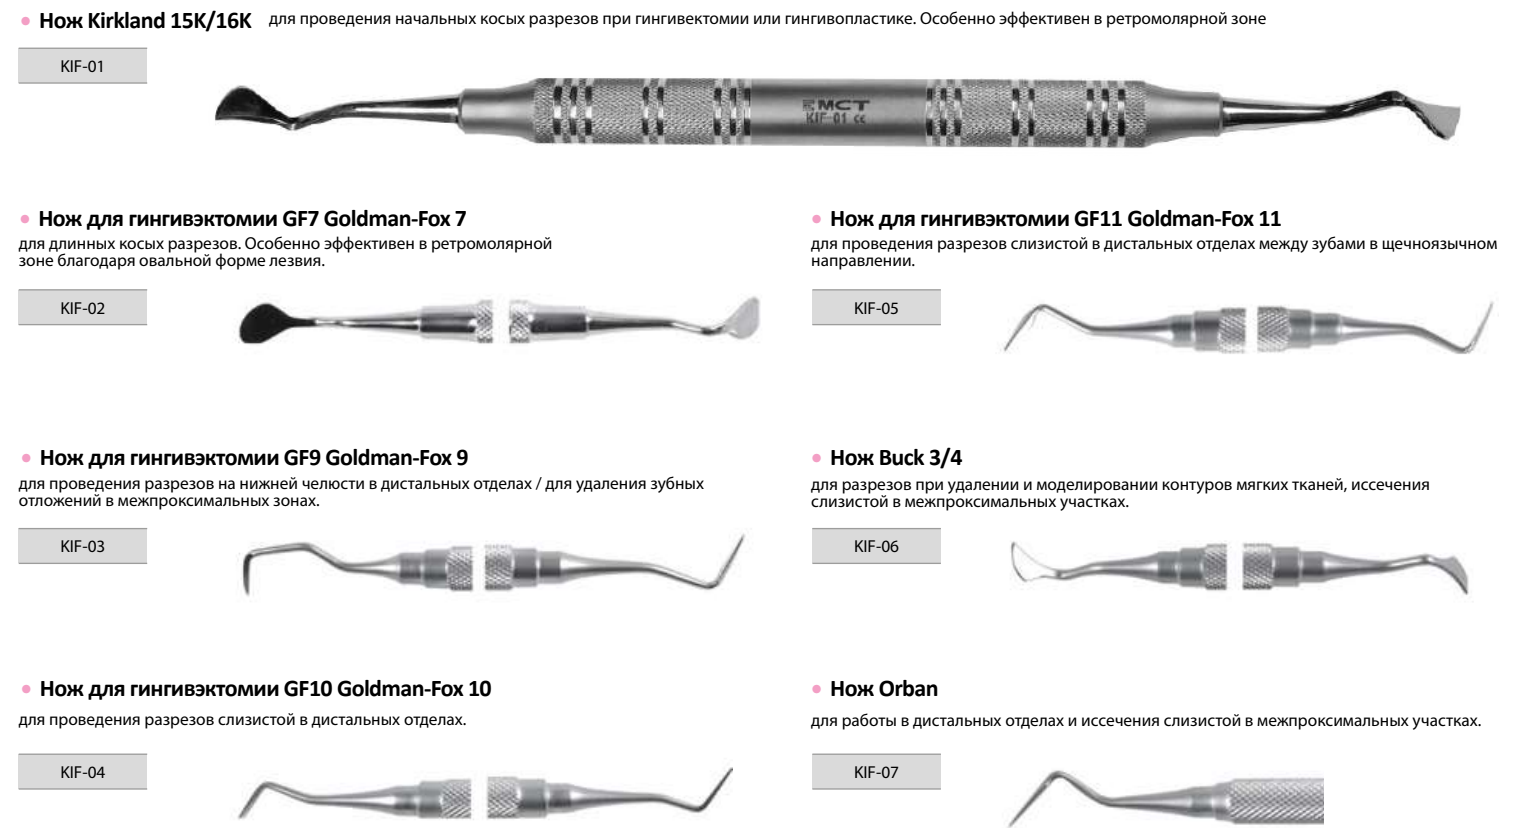 • Нож Kirkland 15K/16K для проведения начальных косых разрезов при гингивектомии или гингивопластике. Особенно эффективен в ретромолярной зоне
KIF-01
MCT
KIF-01 CE
• Нож для гингивэктомии GF7 Goldman-Fox 7
для длинных косых разрезов. Особенно эффективен в ретромолярной
зоне благодаря овальной форме лезвия.
KIF-02
• Нож для гингивэктомии GF11 Goldman-Fox 11
для проведения разрезов слизистой в дистальных отделах между зубами в щечноязычном
направлении.
KIF-05
• Нож для гингивэктомии GF9 Goldman-Fox 9
для проведения разрезов на нижней челюсти в дистальных отделах / для удаления зубных
отложений в межпроксимальных зонах.
KIF-03
• Нож Buck 3/4
для разрезов при удалении и моделировании контуров мягких тканей, иссечения
слизистой в межпроксимальных участках.
KIF-06
• Нож для гингивэктомии GF10 Goldman-Fox 10
для проведения разрезов слизистой в дистальных отделах.
KIF-04
• Нож Orban
для работы в дистальных отделах и иссечения слизистой в межпроксимальных участках.
KIF-07